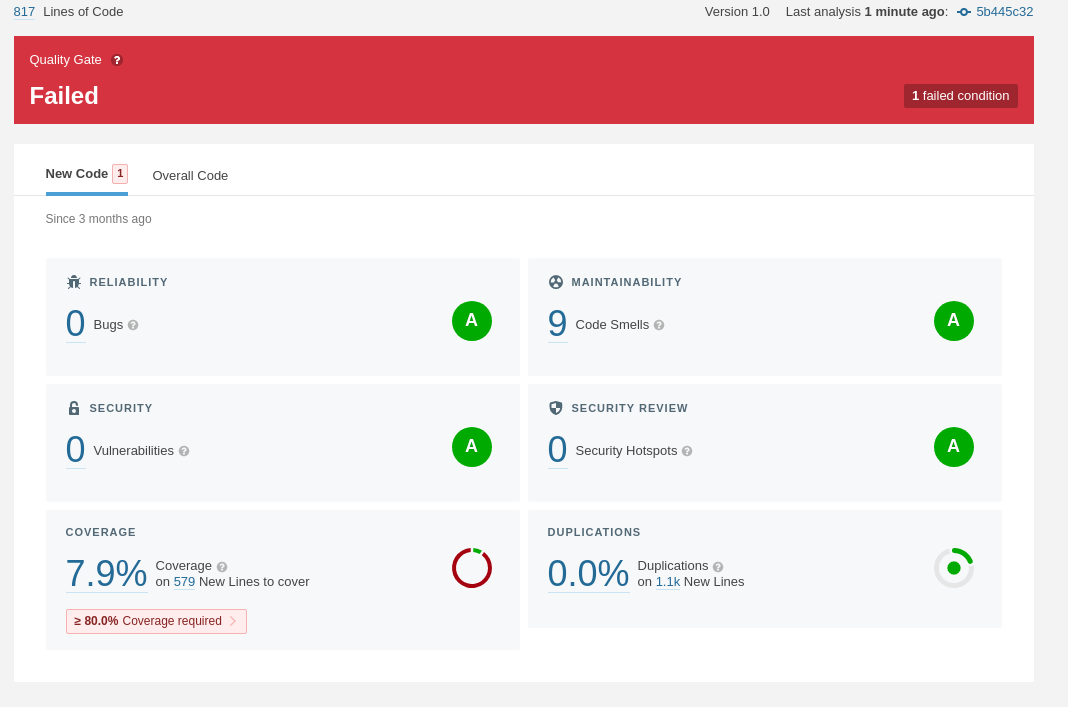 817 Lines of Code
Version 1.0 Last analysis 1 minute ago: 5b445c32
Quality Gate ?
Failed
1 failed condition
New Code 1
Overall Code
Since 3 months ago
RELIABILITY
0 Bugs ?
A
MAINTAINABILITY
9 Code Smells ?
A
SECURITY
0 Vulnerabilities ?
A
SECURITY REVIEW
0 Security Hotspots ?
A
COVERAGE
7.9% Coverage ?
on 579 New Lines to cover
≥ 80.0% Coverage required
DUPLICATIONS
0.0% Duplications ?
on 1.1k New Lines